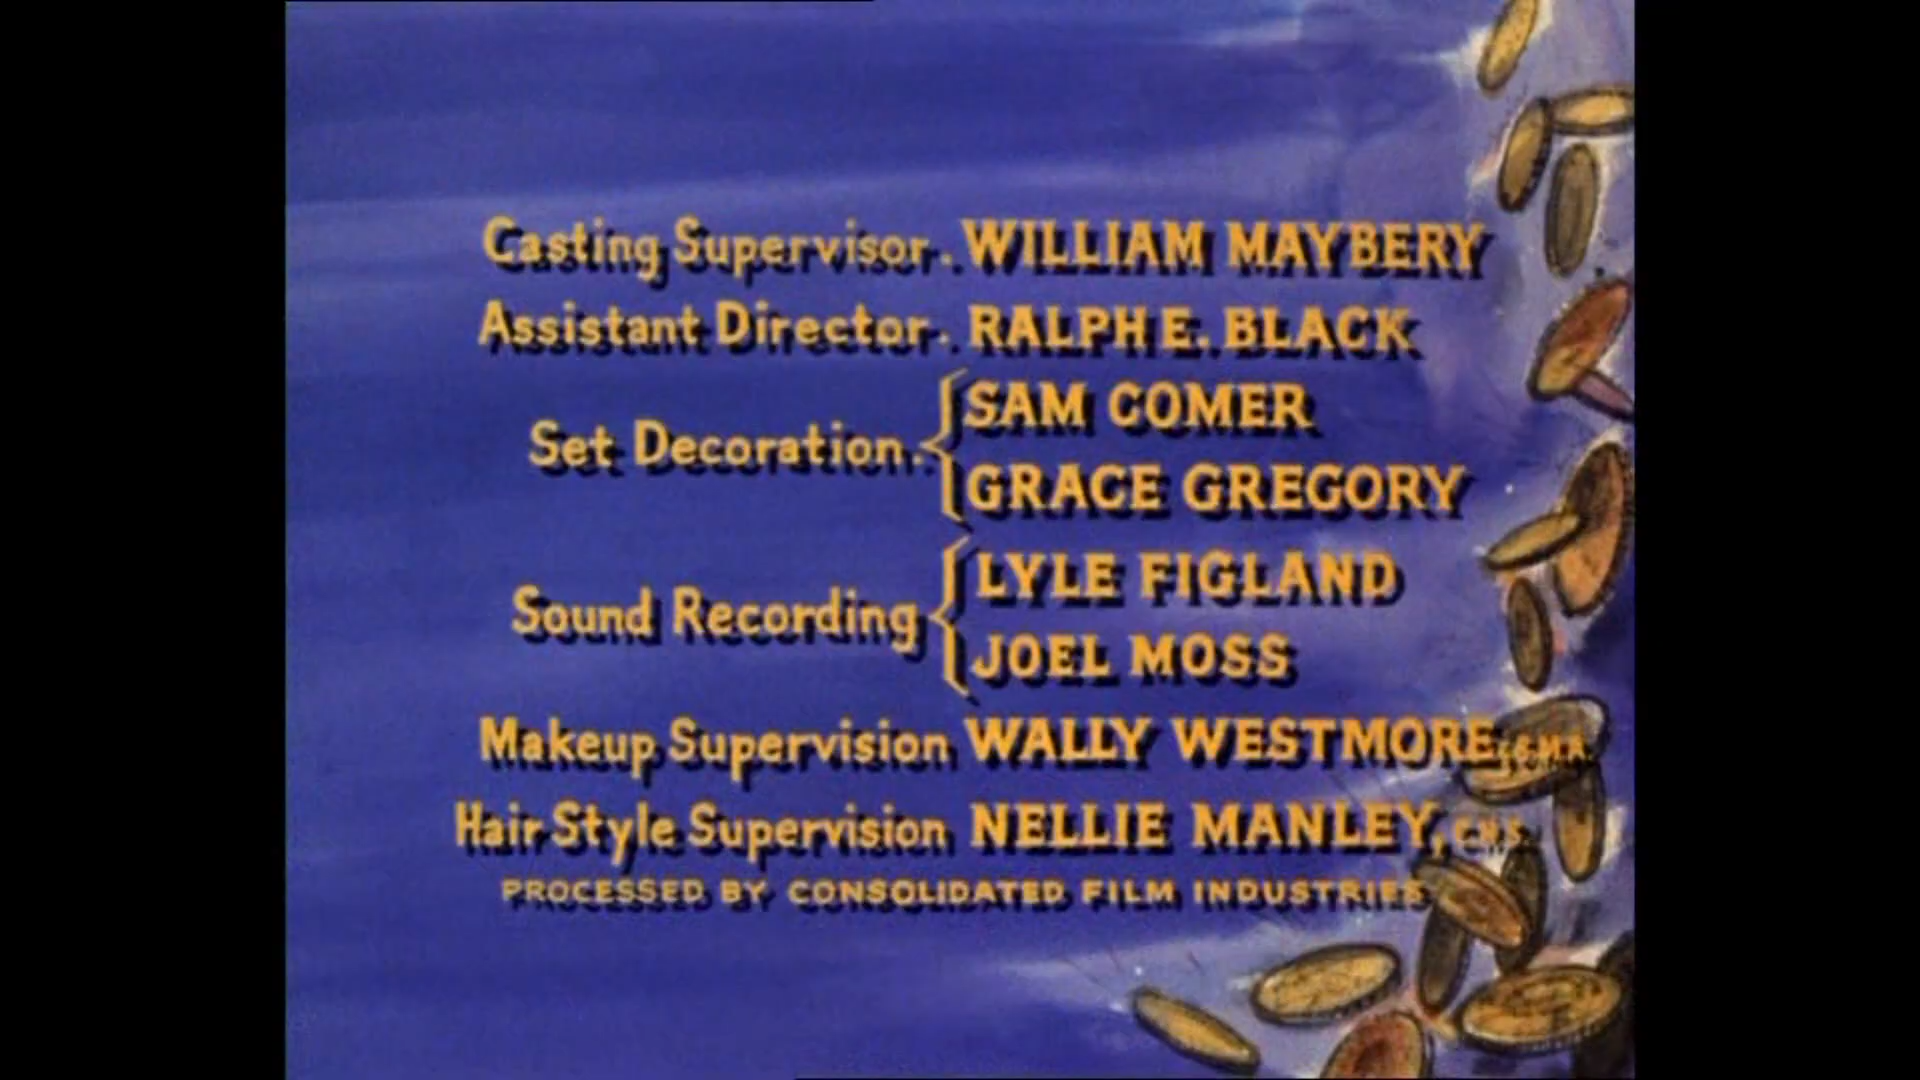 Casting Supervisor. WILLIAM MAYBERY
Assistant Director. RALPH E. BLACK
Set Decoration. SAM COMER
GRACE GREGORY
Sound Recording LYLE FIGLAND
JOEL MOSS
Makeup Supervision WALLY WESTMORE,
Hair Style Supervision NELLIE MANLEY, C.H.S.
PROCESSED BY CONSOLIDATED FILM INDUSTRIES